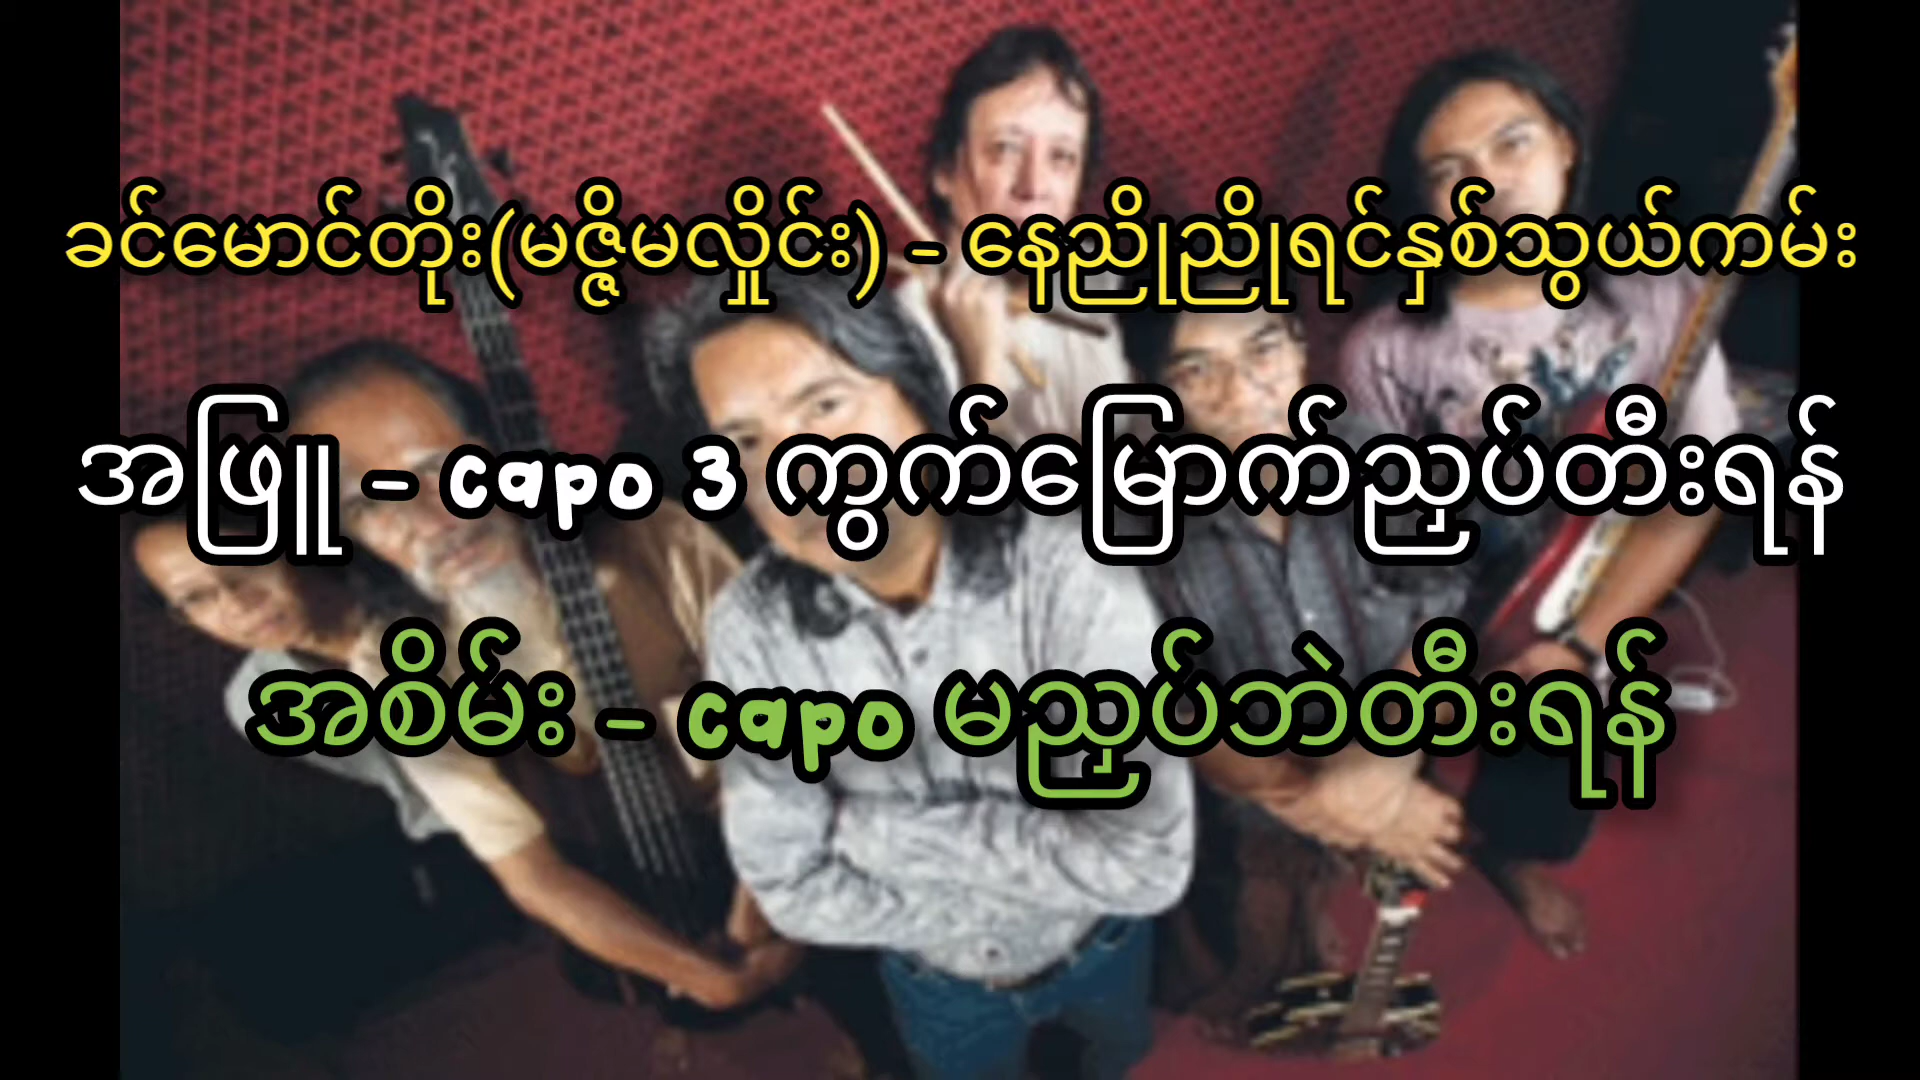 ခင်မောင်တိုး(မဇ္ဈိမလှိုင်း) - နေညိုညိုရင်နှစ်သွယ်ကမ်း
အဖြူ - capo 3 ကွက်မြောက်ညှပ်တီးရန်
အစိမ်း - capo မညှပ်ဘဲတီးရန်